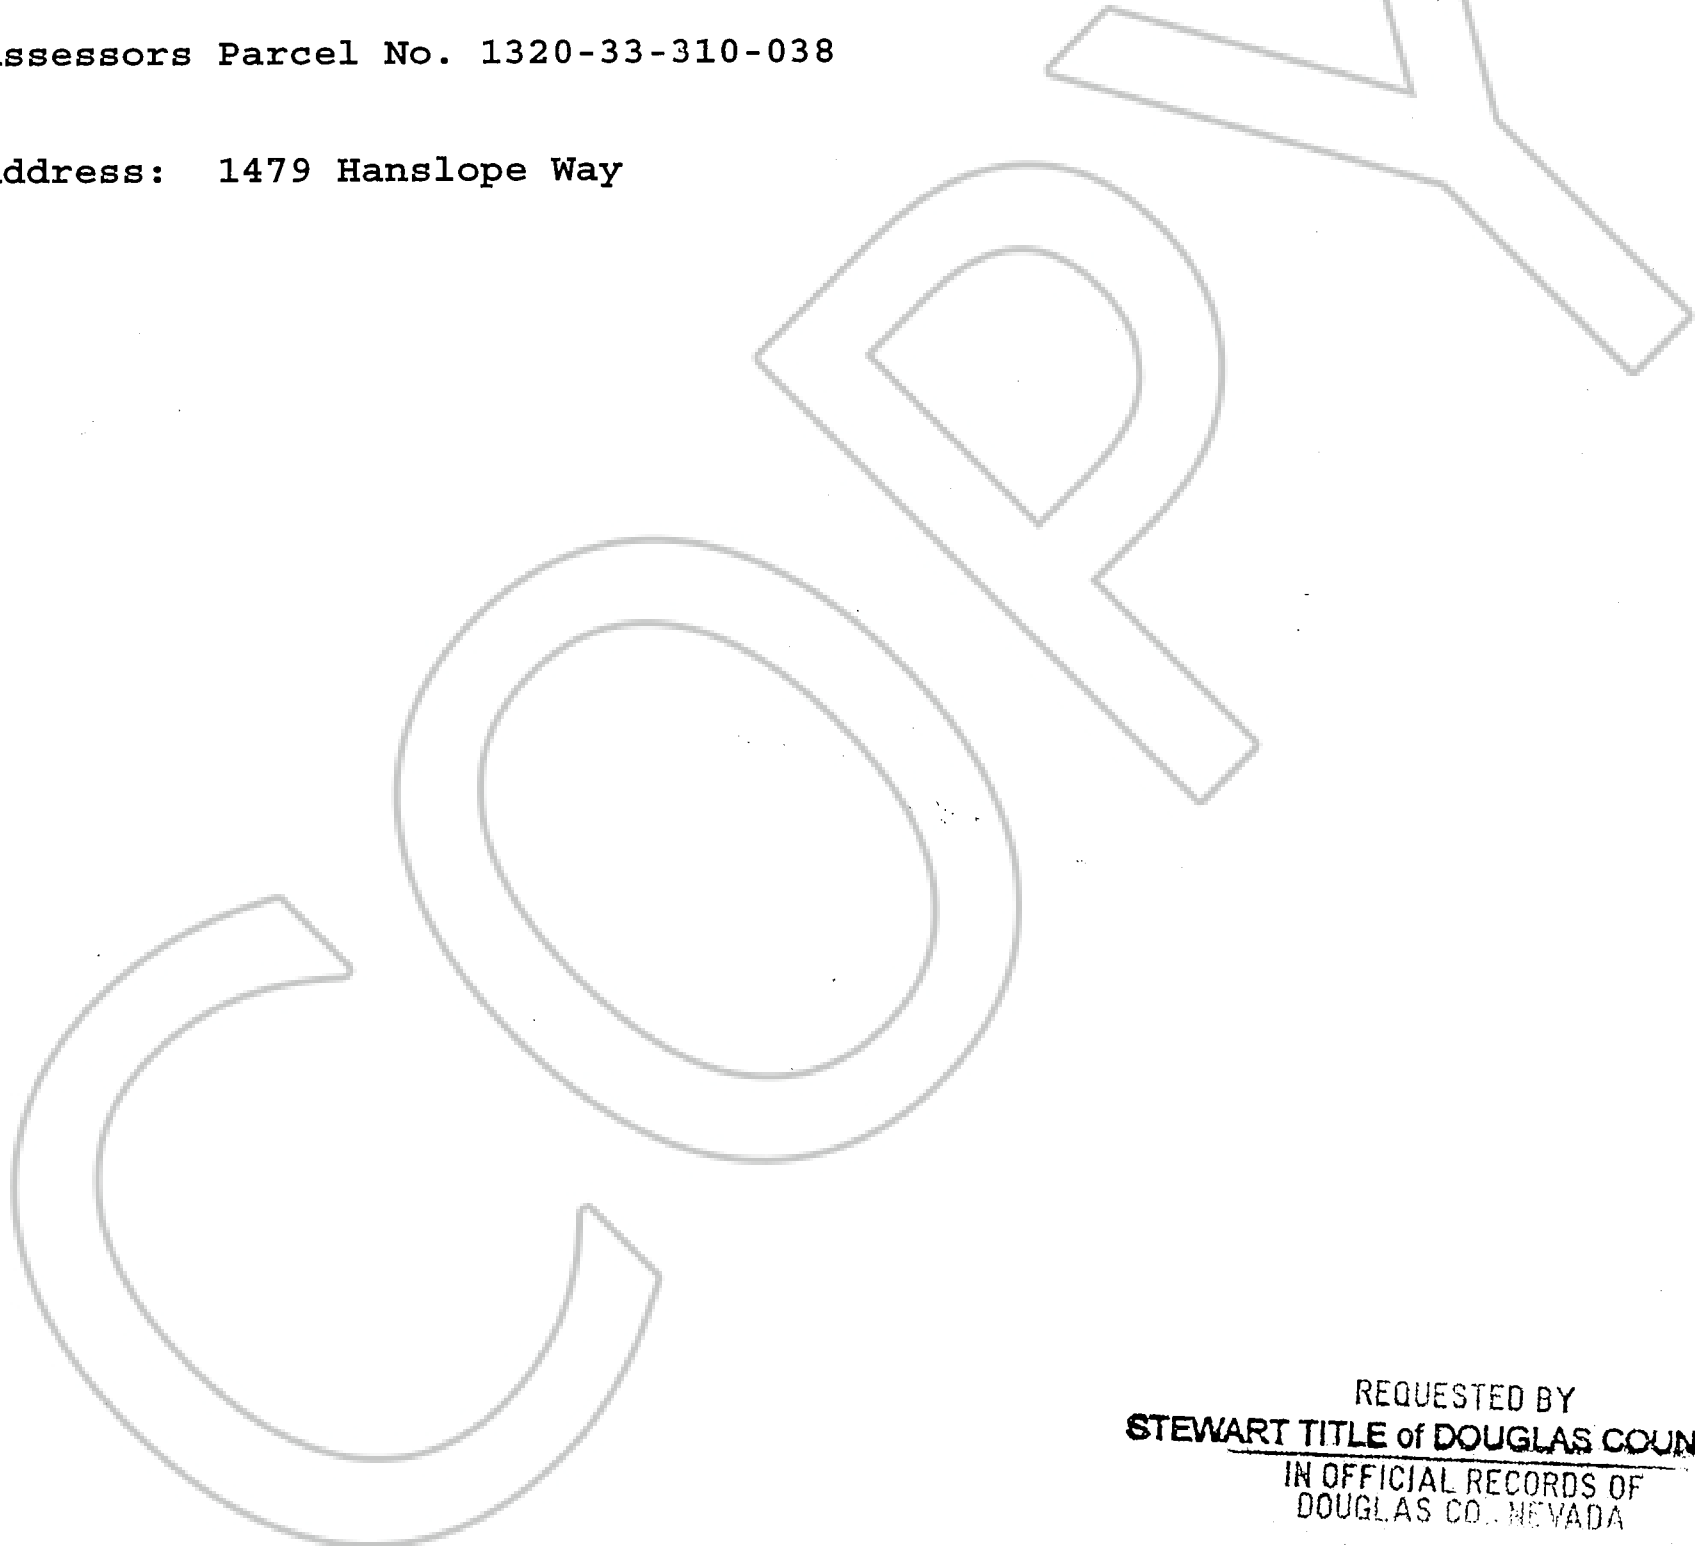 ssessors Parcel No. 1320-33-310-038
ddress: 1479 Hanslope Way
COPY
REQUESTED BY
STEWART TITLE of DOUGLAS COUN
IN OFFICIAL RECORDS OF
DOUGLAS CO., NEVADA